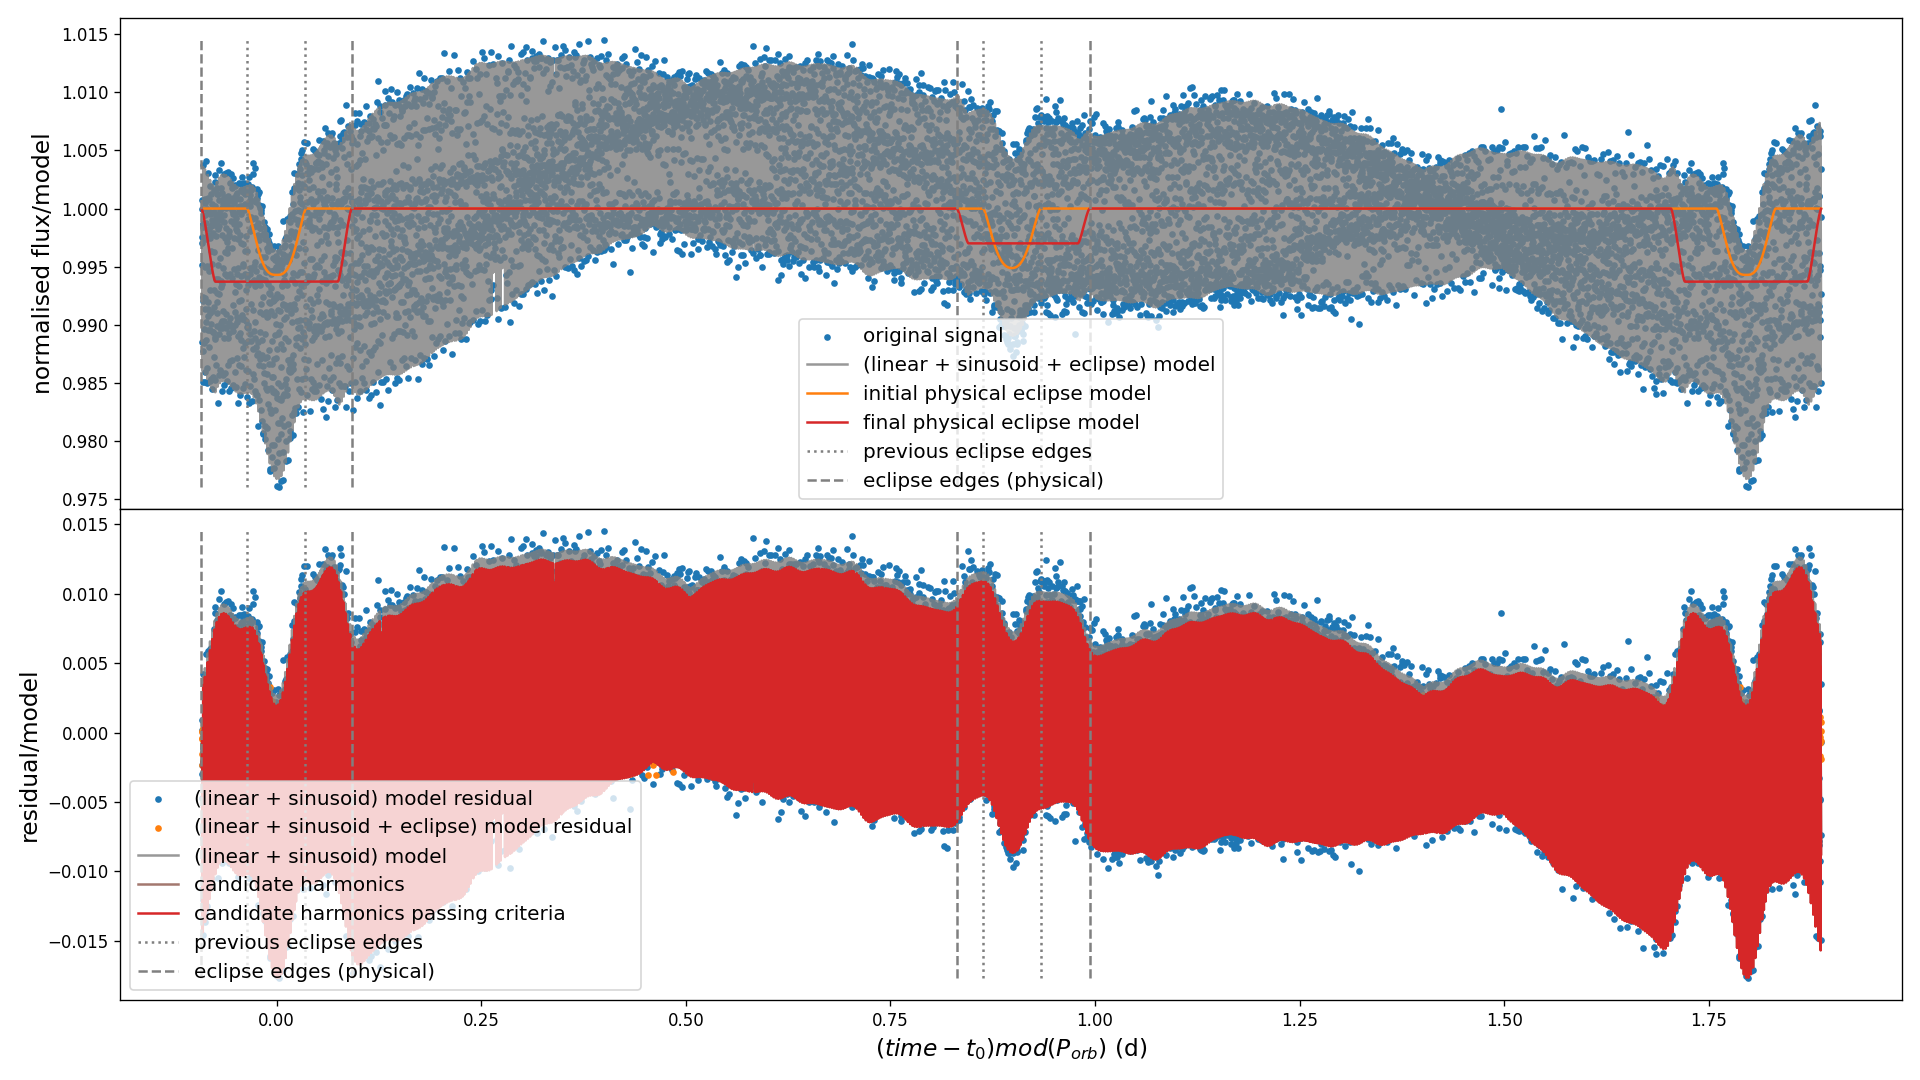 normalised flux/model
1.015
1.010
1.005
1.000
0.995
0.990
0.985
0.980
0.975
original signal
(linear + sinusoid + eclipse) model
initial physical eclipse model
final physical eclipse model
previous eclipse edges
eclipse edges (physical)
residual/model
0.015
0.010
0.005
0.000
−0.005
−0.010
−0.015
(linear + sinusoid) model residual
(linear + sinusoid + eclipse) model residual
(linear + sinusoid) model
candidate harmonics
candidate harmonics passing criteria
previous eclipse edges
eclipse edges (physical)
0.00 0.25 0.50 0.75 1.00 1.25 1.50 1.75
(time − t₀)mod(P_orb) (d)